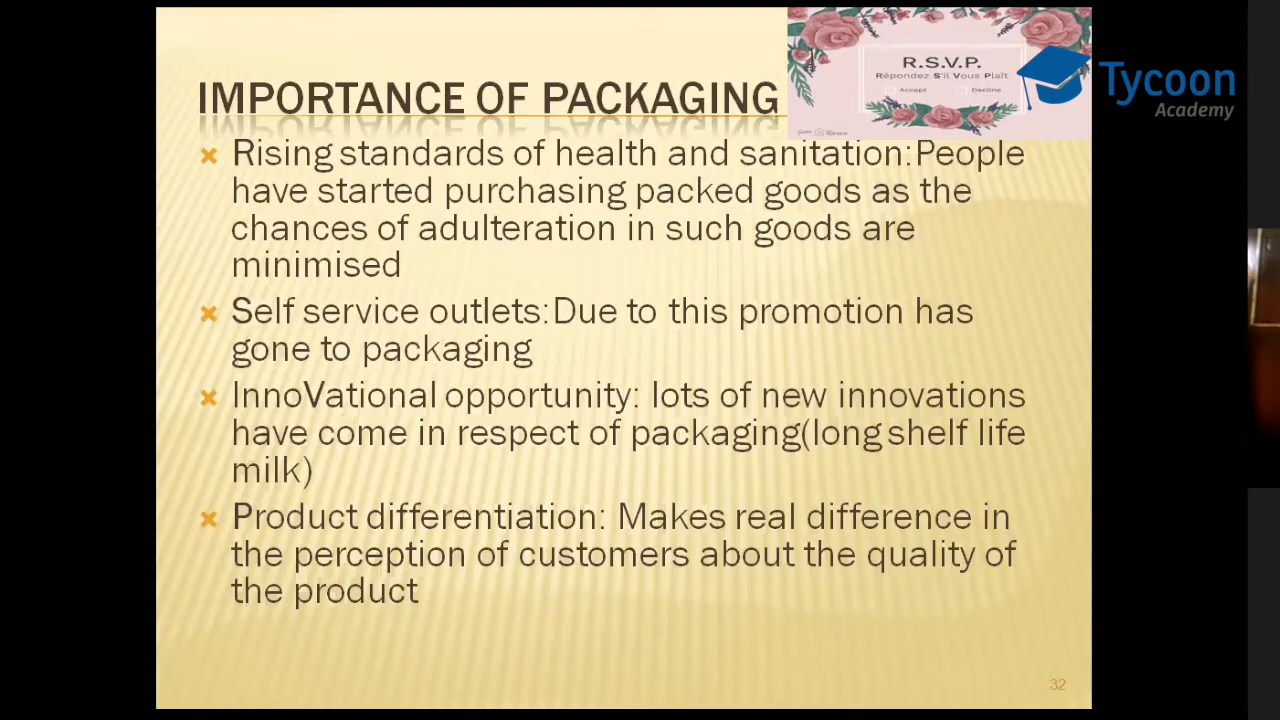 IMPORTANCE OF PACKAGING
R.S.V.P.
Répondez S'il Vous Plaît
Accept Decline
Tycoon
Academy
Rising standards of health and sanitation:People
have started purchasing packed goods as the
chances of adulteration in such goods are
minimised
Self service outlets:Due to this promotion has
gone to packaging
InnoVational opportunity: lots of new innovations
have come in respect of packaging(long shelf life
milk)
Product differentiation: Makes real difference in
the perception of customers about the quality of
the product
32